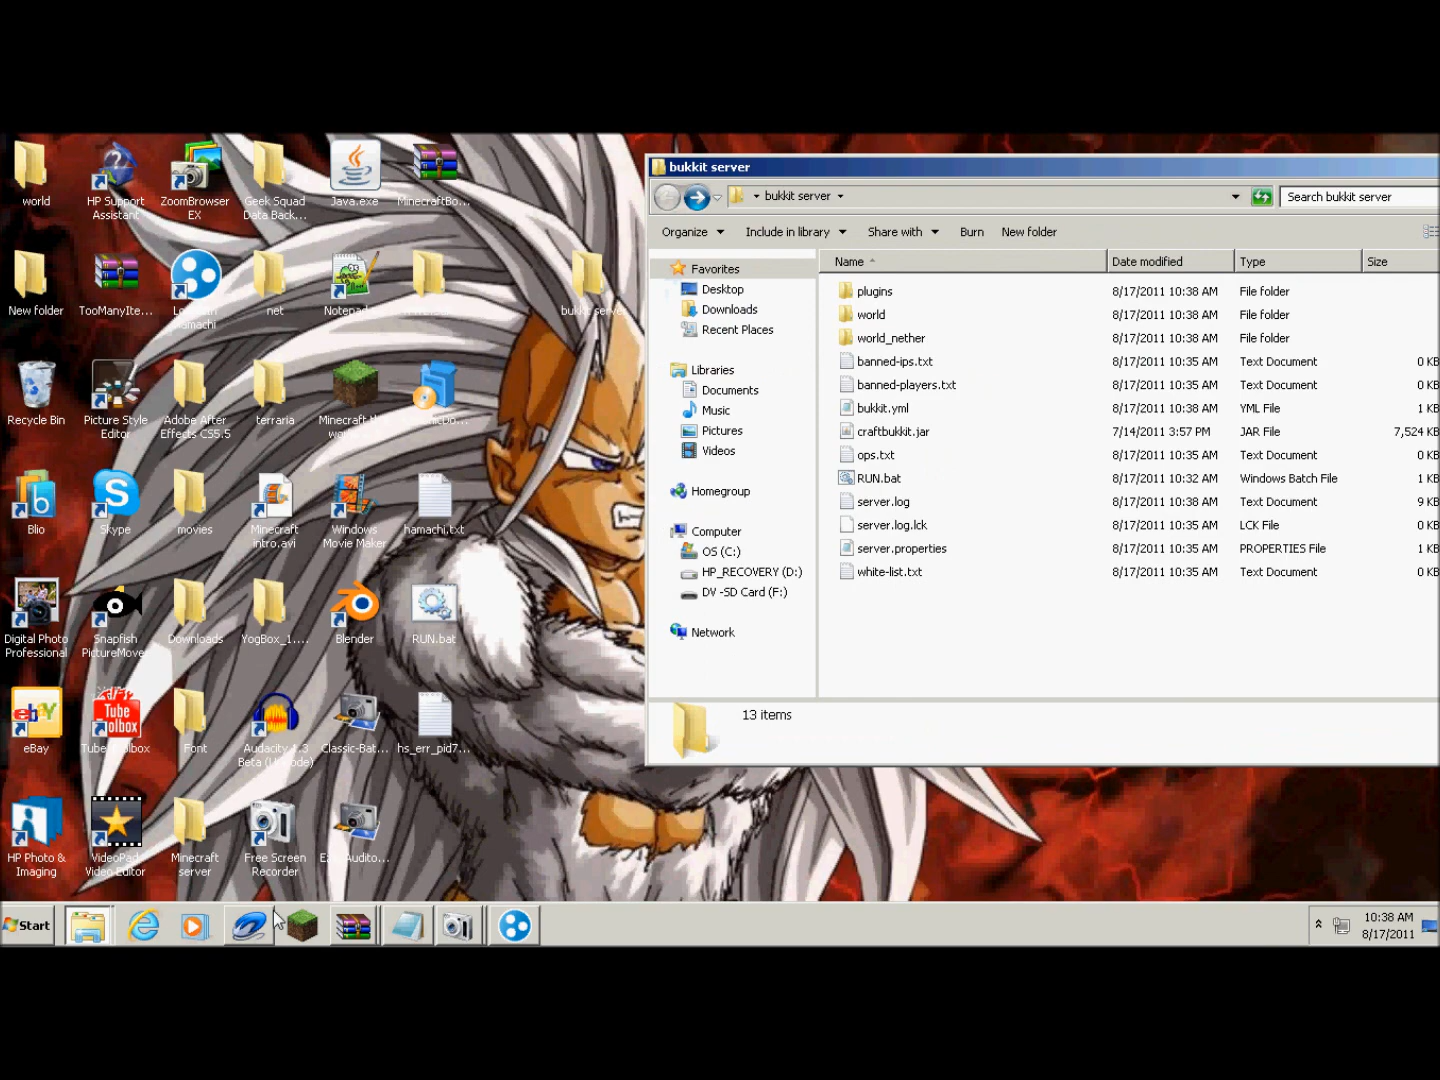 world
HP Support
Assistant
ZoomBrowser
EX
Geek Squad
Data Back...
Java.exe
MinecraftBo...
New folder
TooManyIte...
net
bukkit server
Recycle Bin
Picture Style
Editor
Adobe After
Effects CS5.5
terraria
Blio
Skype
movies
Minecraft
intro.avi
Windows
Movie Maker
hamachi.txt
Digital Photo
Professional
Snapfish
PictureMover
Downloads
YogBox_1....
Blender
RUN.bat
eBay
Font
Audacity 1.3
Beta (Unicode)
Classic-Bat...
hs_err_pid7...
HP Photo &
Imaging
VideoPad
Video Editor
Minecraft
server
Free Screen
Recorder
bukkit server
bukkit server
Search bukkit server
Organize
Include in library
Share with
Burn
New folder
Favorites
Desktop
Downloads
Recent Places
Libraries
Documents
Music
Pictures
Videos
Homegroup
Computer
OS (C:)
HP_RECOVERY (D:)
DV -SD Card (F:)
Network
Name Date modified Type Size
plugins 8/17/2011 10:38 AM File folder
world 8/17/2011 10:38 AM File folder
world_nether 8/17/2011 10:38 AM File folder
banned-ips.txt 8/17/2011 10:35 AM Text Document 0 KB
banned-players.txt 8/17/2011 10:35 AM Text Document 0 KB
bukkit.yml 8/17/2011 10:38 AM YML File 1 KB
craftbukkit.jar 7/14/2011 3:57 PM JAR File 7,524 KB
ops.txt 8/17/2011 10:35 AM Text Document 0 KB
RUN.bat 8/17/2011 10:32 AM Windows Batch File 1 KB
server.log 8/17/2011 10:38 AM Text Document 9 KB
server.log.lck 8/17/2011 10:35 AM LCK File 0 KB
server.properties 8/17/2011 10:35 AM PROPERTIES File 1 KB
white-list.txt 8/17/2011 10:35 AM Text Document 0 KB
13 items
Start
10:38 AM
8/17/2011